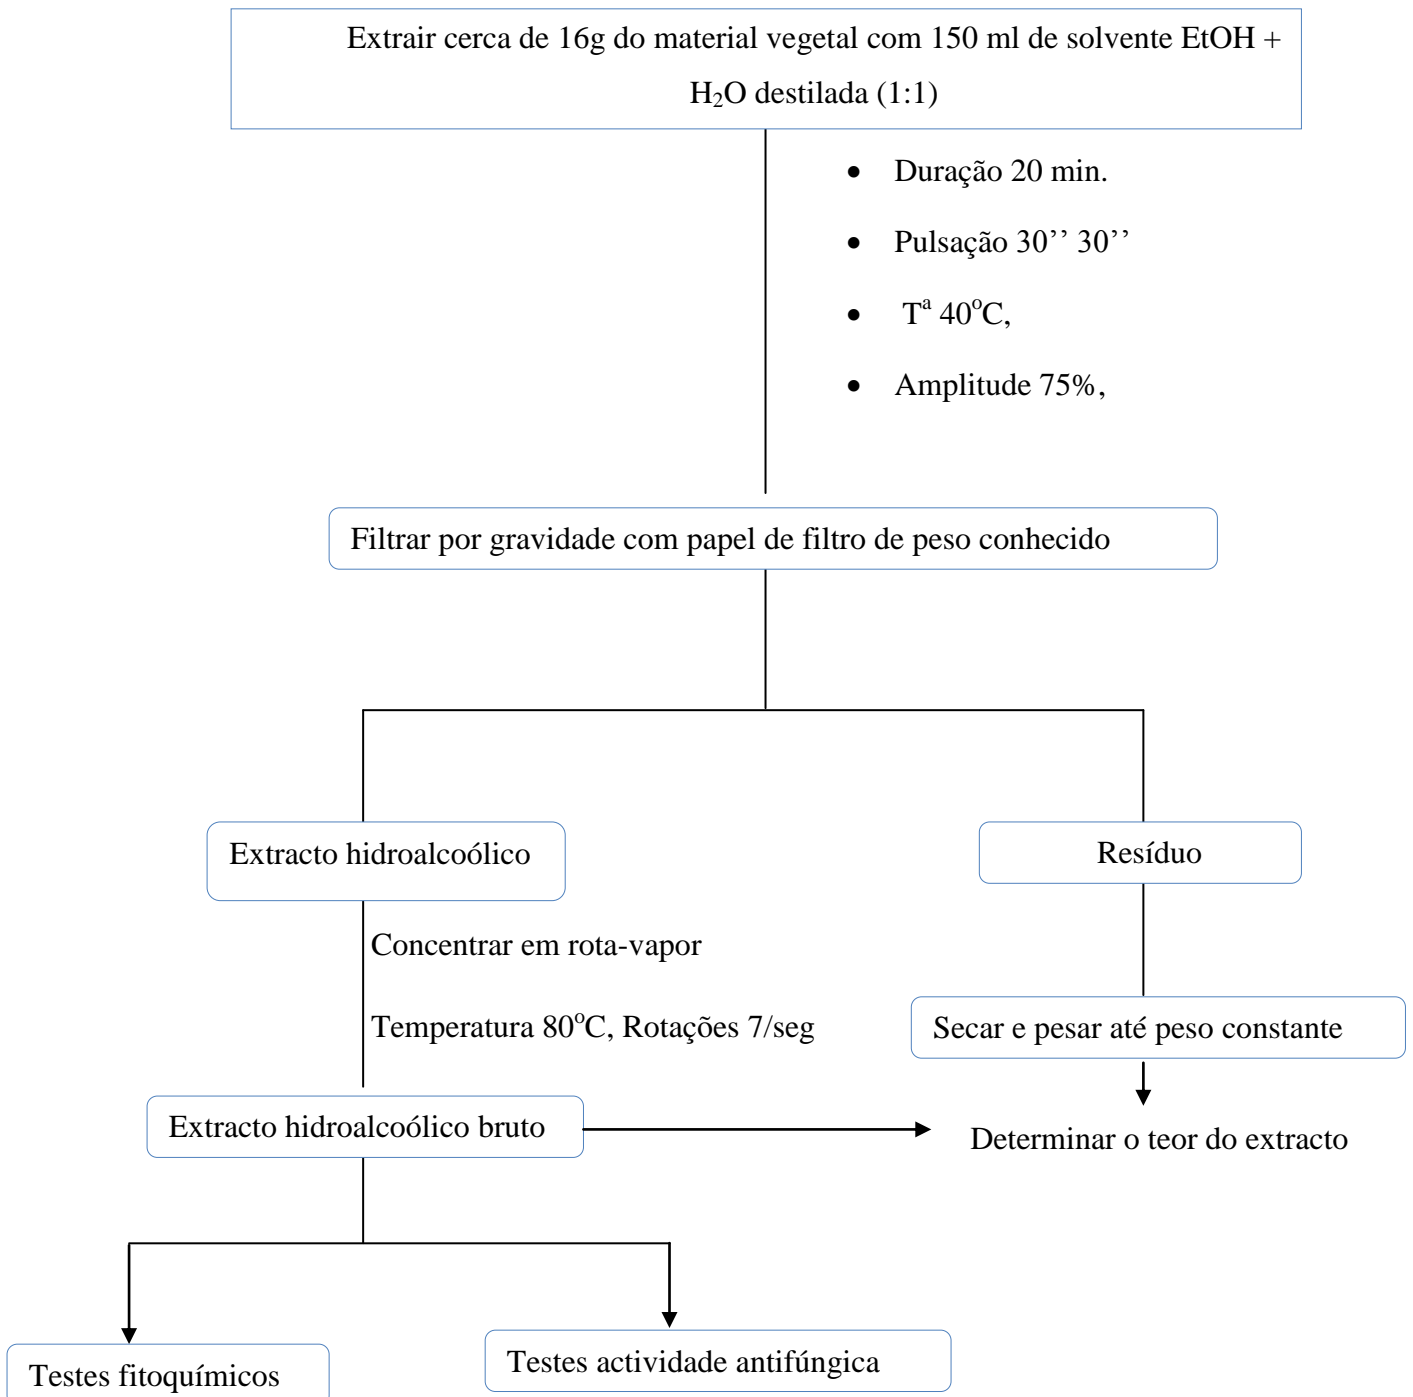 Extrair cerca de 16g do material vegetal com 150 ml de solvente EtOH +
H₂O destilada (1:1)
• Duração 20 min.
• Pulsação 30’’ 30’’
• Tª 40ºC,
• Amplitude 75%,
Filtrar por gravidade com papel de filtro de peso conhecido
Extracto hidroalcoólico
Resíduo
Concentrar em rota-vapor
Temperatura 80ºC, Rotações 7/seg
Secar e pesar até peso constante
Extracto hidroalcoólico bruto
Determinar o teor do extracto
Testes fitoquímicos
Testes actividade antifúngica